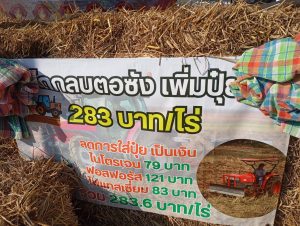 ไถกลบตอซัง เพิ่มปุ๋ย
283 บาท/ไร่
ลดการใส่ปุ๋ย เป็นเงิน
ไนโตรเจน 79 บาท
ฟอสฟอรัส 121 บาท
โพแทสเซียม 83 บาท
รวม 283.6 บาท/ไร่